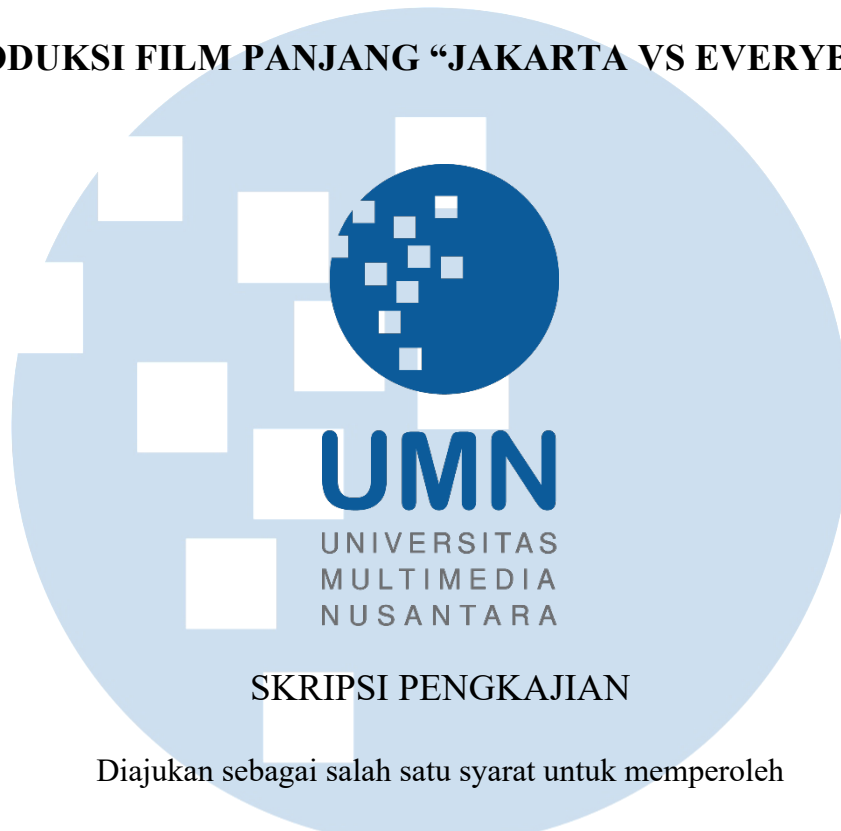 ODUKSI FILM PANJANG “JAKARTA VS EVERYB
UMN
UNIVERSITAS
MULTIMEDIA
NUSANTARA
SKRIPSI PENGKAJIAN
Diajukan sebagai salah satu syarat untuk memperoleh